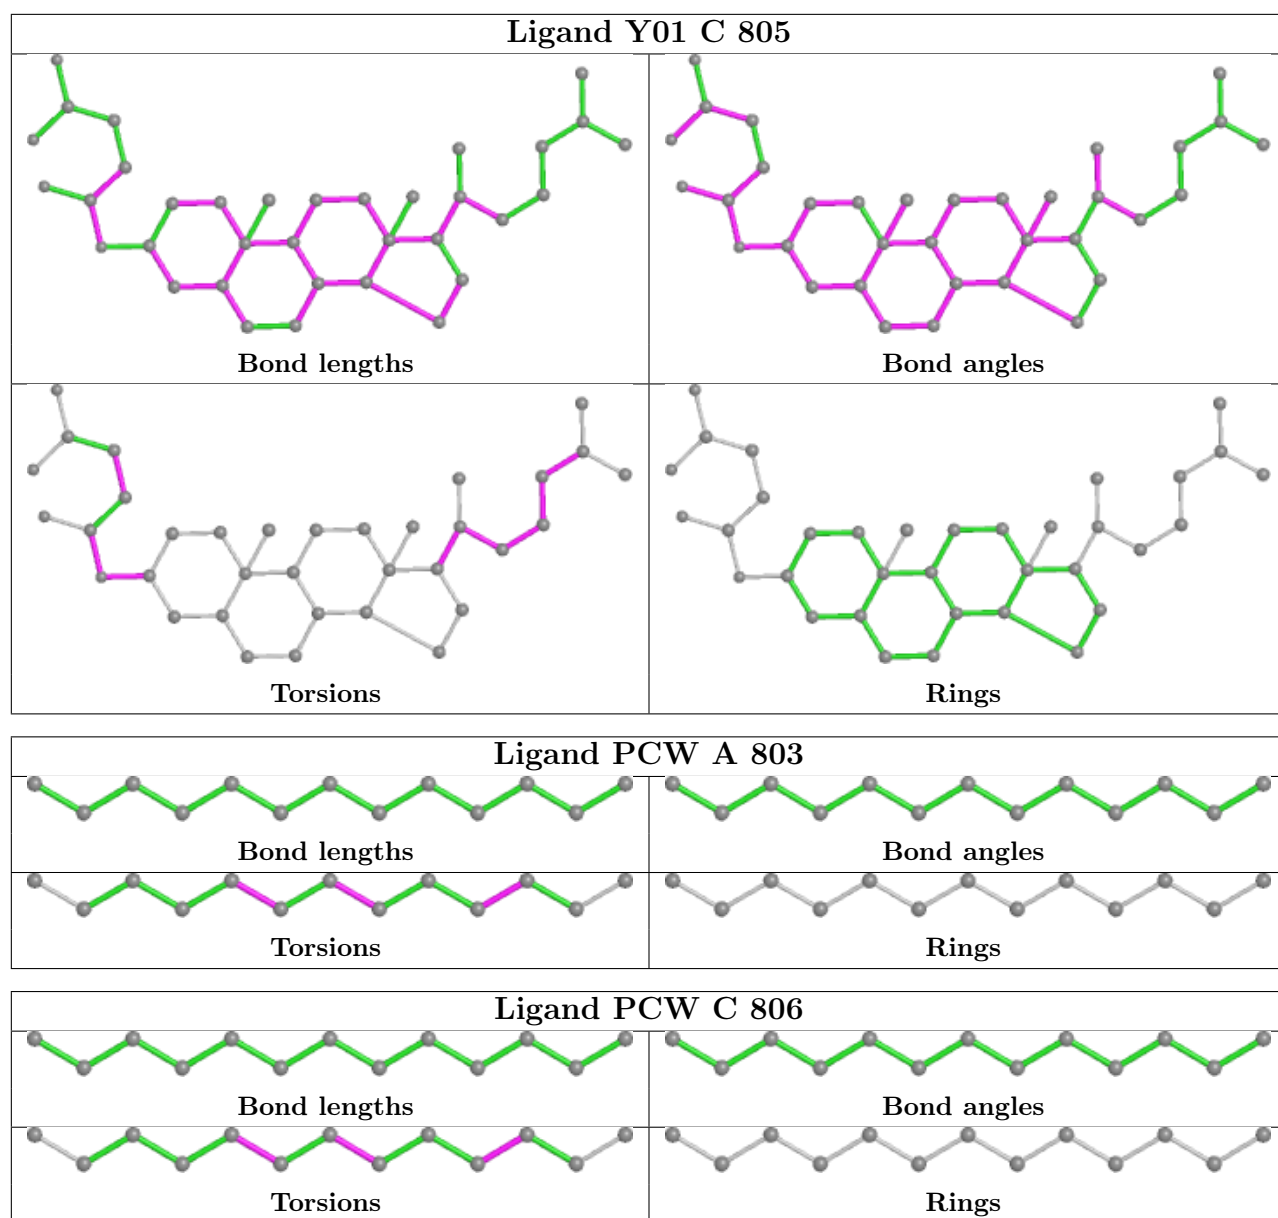 Ligand Y01 C 805
Bond lengths
Bond angles
Torsions
Rings
Ligand PCW A 803
Bond lengths
Bond angles
Torsions
Rings
Ligand PCW C 806
Bond lengths
Bond angles
Torsions
Rings